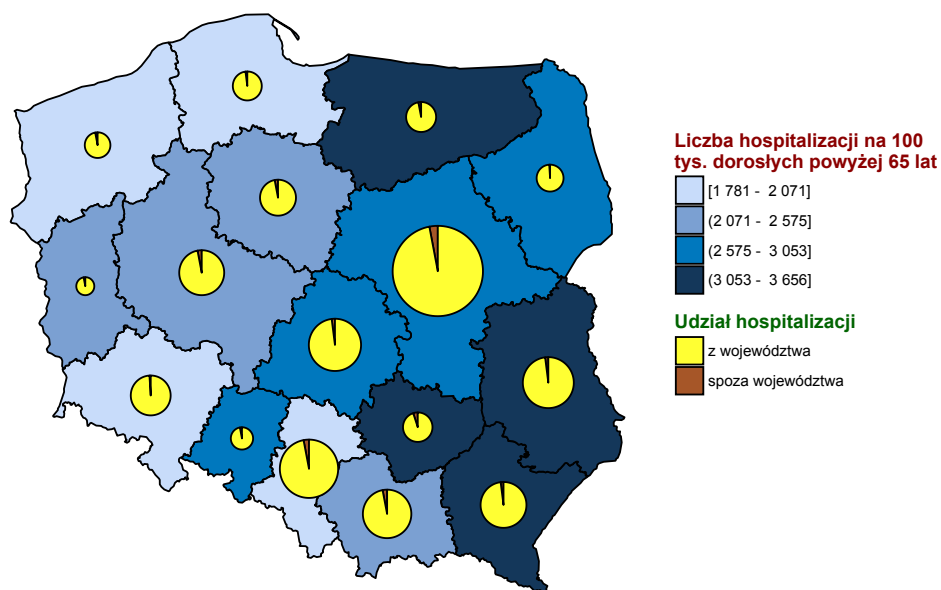 Liczba hospitalizacji na 100
tys. dorosłych powyżej 65 lat
[1 781 - 2 071]
(2 071 - 2 575]
(2 575 - 3 053]
(3 053 - 3 656]
Udział hospitalizacji
z województwa
spoza województwa